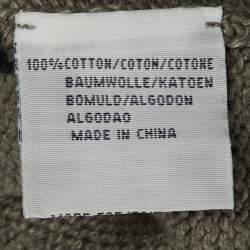 100% COTTON/COTON/COTONE
BAUMWOLLE/KATOEN
BOMULD/ALGODON
ALGODAO
MADE IN CHINA